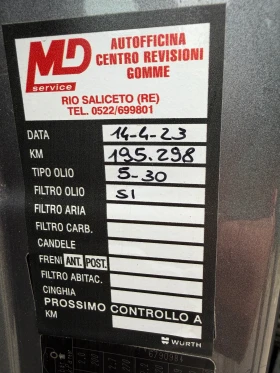 MD
service
AUTOFFICINA
CENTRO REVISIONI
GOMME
RIO SALICETO (RE)
TEL. 0522/699801
DATA 14-4-23
KM 195.298
TIPO OLIO 5-30
FILTRO OLIO SI
FILTRO ARIA
FILTRO CARB.
CANDELE
FRENI ANT. POST.
FILTRO ABITAC.
CINGHIA
PROSSIMO CONTROLLO A
KM
WÜRTH